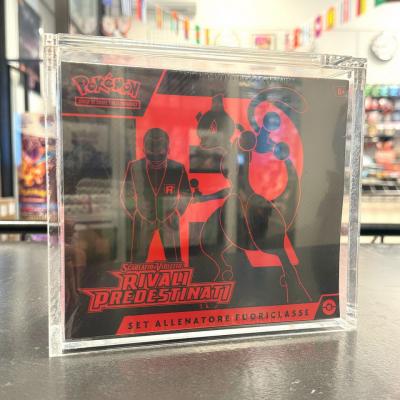 POKÉMON
6+
R
SCARLATTO E VIOLETTO
RIVALI
PREDESTINATI
SET ALLENATORE FUORICLASSE